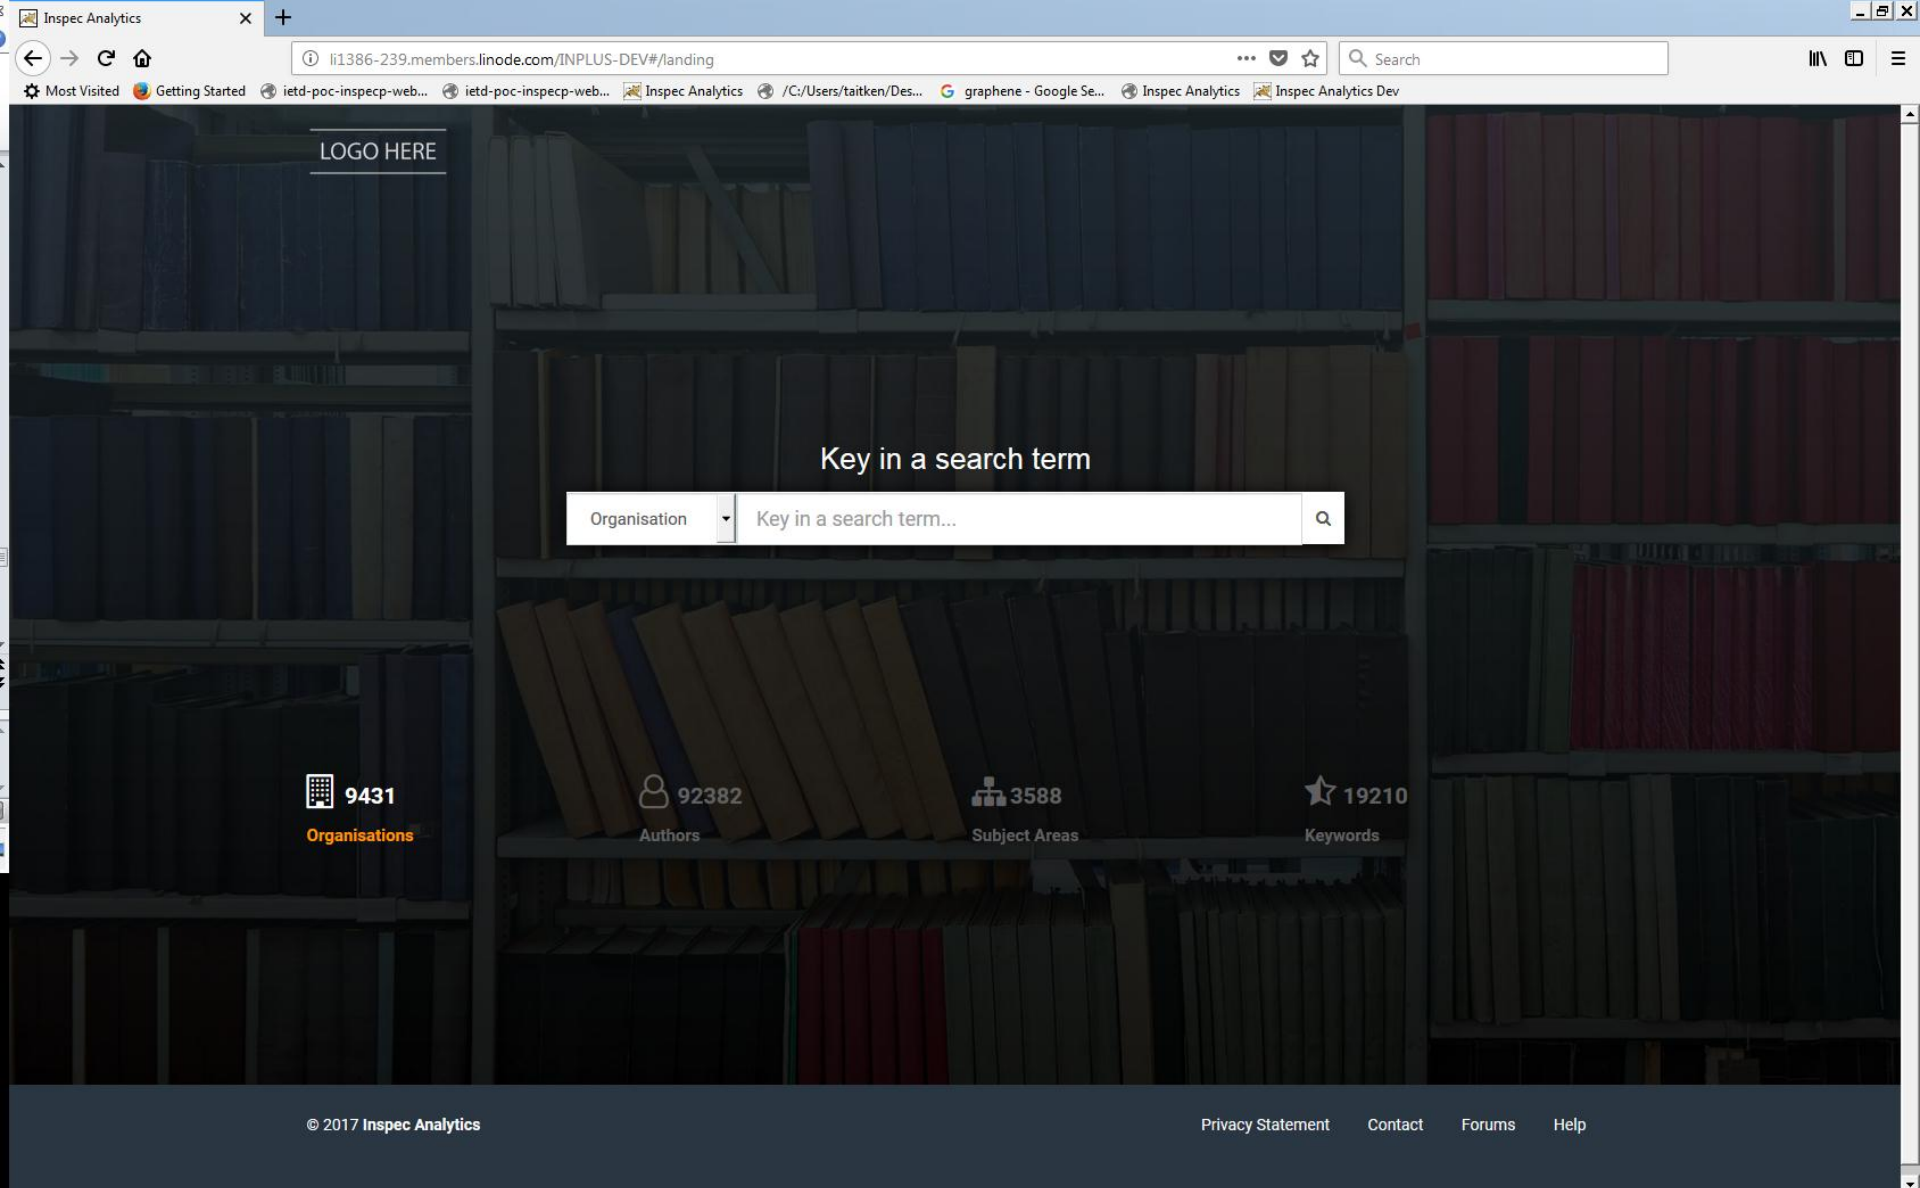 Inspec Analytics
li1386-239.members.linode.com/INPLUS-DEV#/landing
Search
Most Visited Getting Started ietd-poc-inspecp-web... ietd-poc-inspecp-web... Inspec Analytics /C:/Users/taitken/Des... graphene - Google Se... Inspec Analytics Inspec Analytics Dev
LOGO HERE
Key in a search term
Organisation Key in a search term...
9431 92382 3588 19210
Organisations Authors Subject Areas Keywords
© 2017 Inspec Analytics Privacy Statement Contact Forums Help